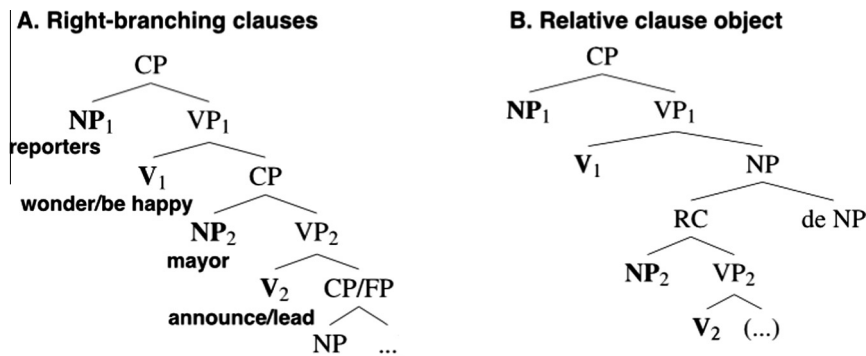 A. Right-branching clauses
CP
NP₁ VP₁
reporters
V₁ CP
wonder/be happy
NP₂ VP₂
mayor
V₂ CP/FP
announce/lead
NP ...
B. Relative clause object
CP
NP₁ VP₁
V₁ NP
RC de NP
NP₂ VP₂
V₂ (...)